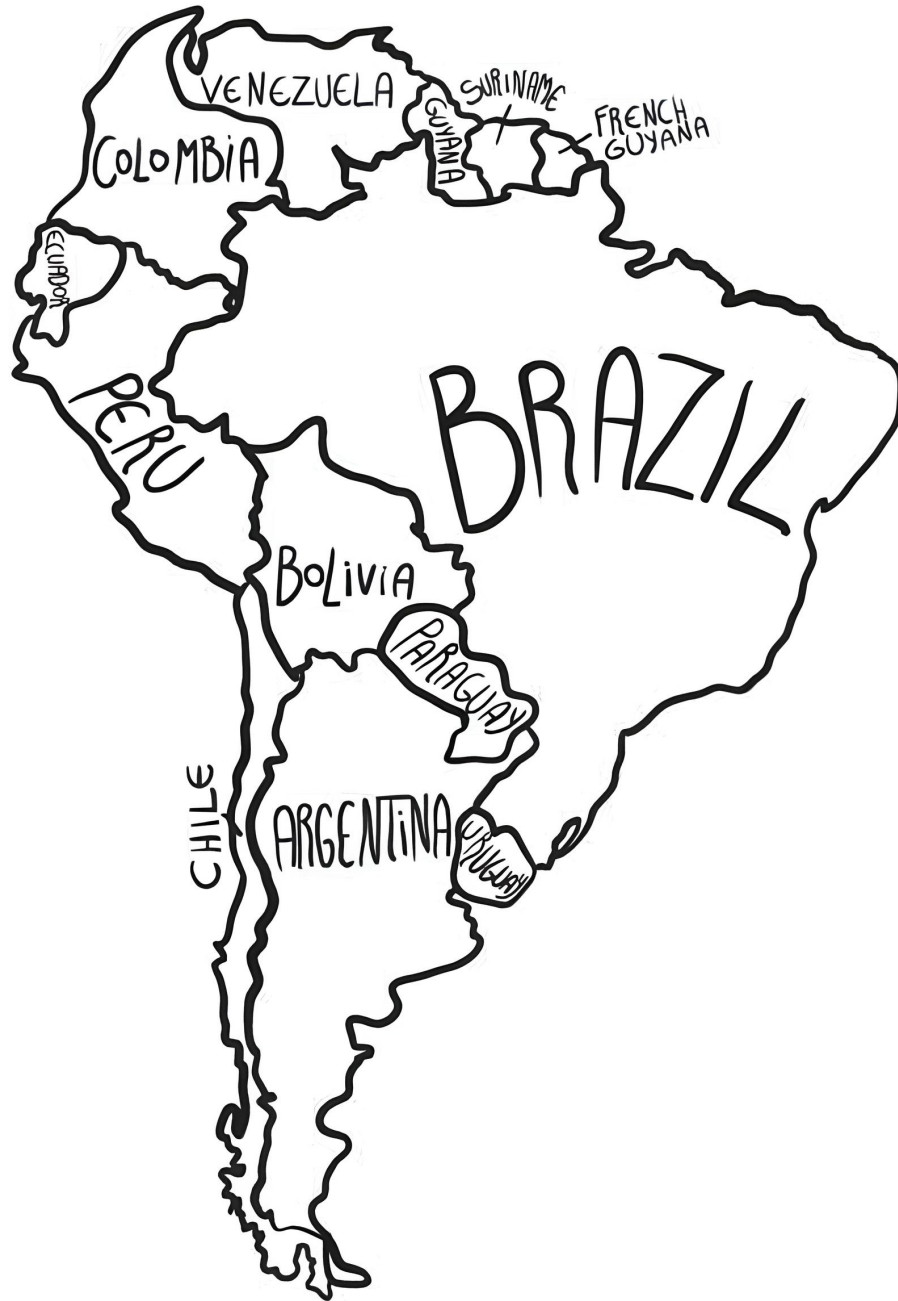 VENEZUELA
SURINAME
GUYANA
FRENCH
GUYANA
COLOMBiA
ECUADOR
BRAZIL
PERU
BOLiViA
PARAGUAY
CHILE
ARGENTiNA
URUGUAY